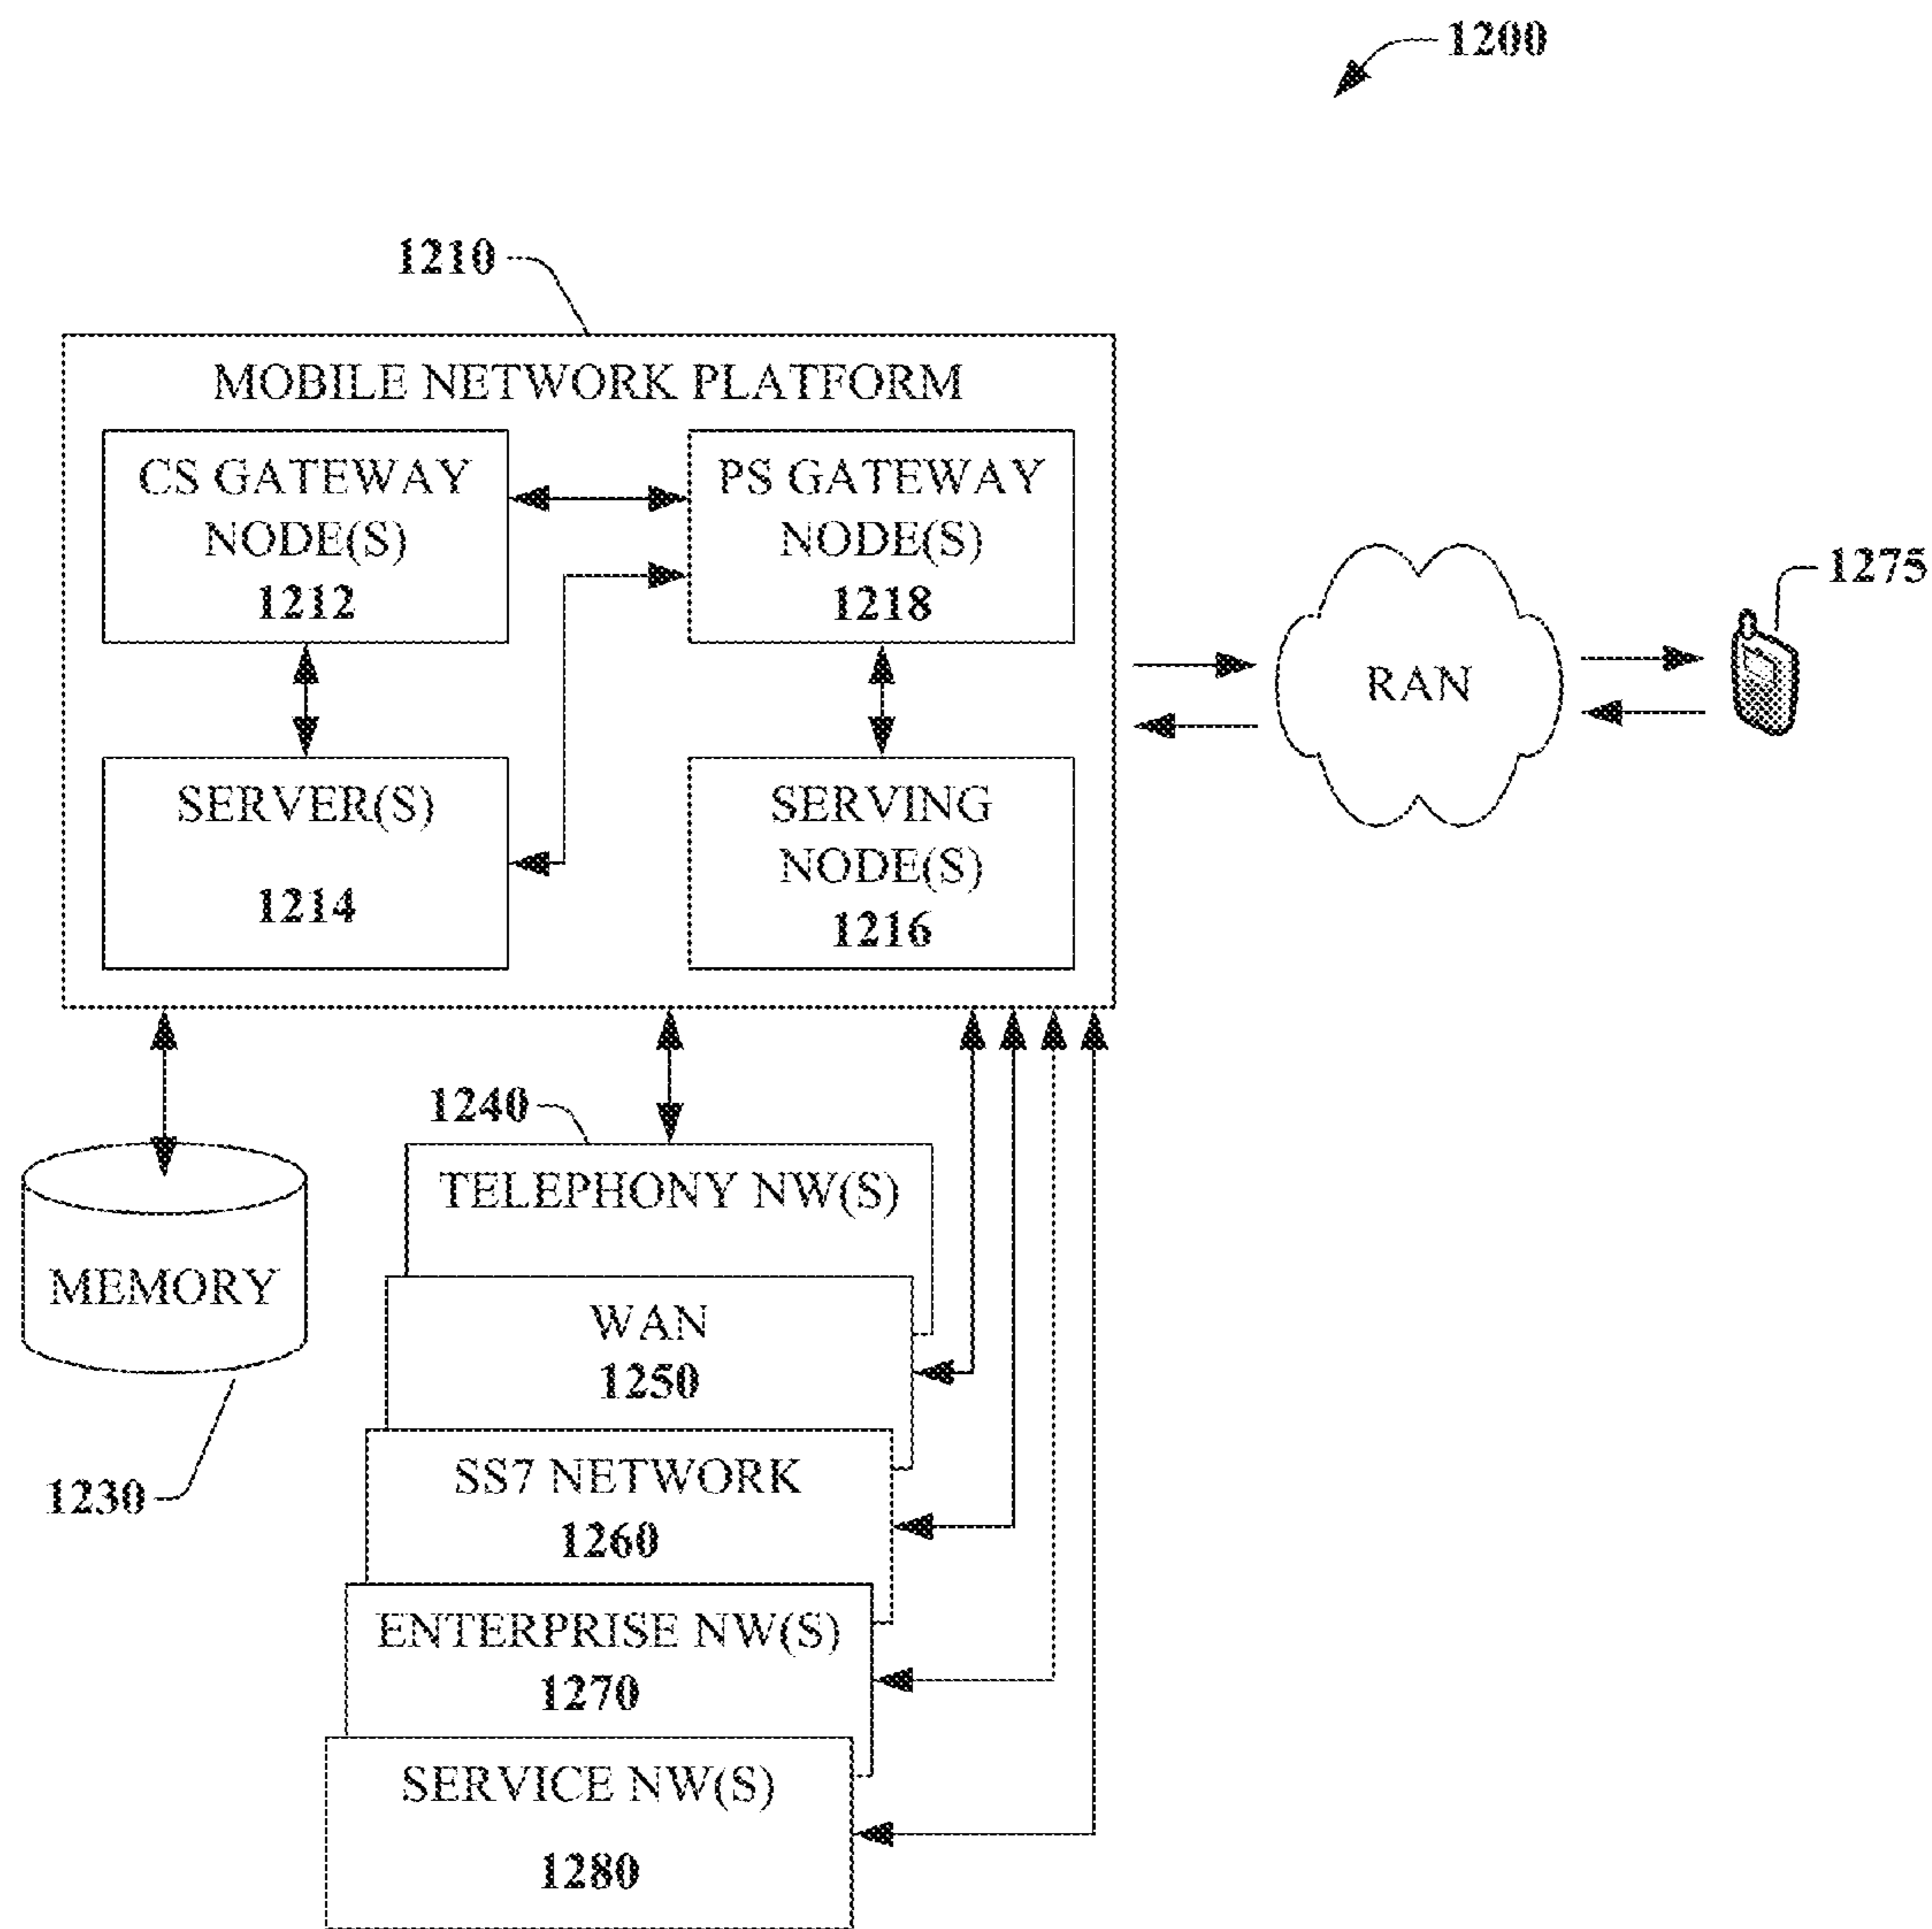 1200
1210
MOBILE NETWORK PLATFORM
CS GATEWAY
NODE(S)
1212
PS GATEWAY
NODE(S)
1218
SERVER(S)
1214
SERVING
NODE(S)
1216
RAN
1275
MEMORY
1230
1240
TELEPHONY NW(S)
WAN
1250
SS7 NETWORK
1260
ENTERPRISE NW(S)
1270
SERVICE NW(S)
1280